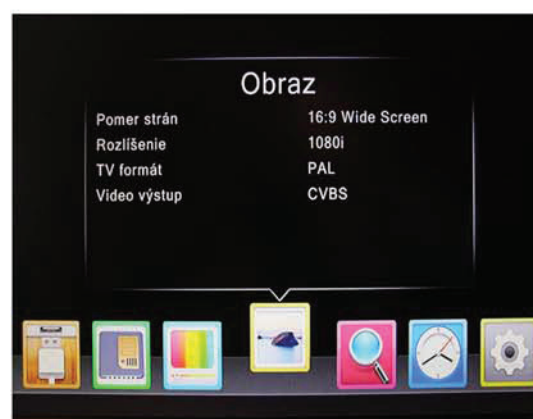 Obraz
Pomer strán 16:9 Wide Screen
Rozlíšenie 1080i
TV formát PAL
Video výstup CVBS